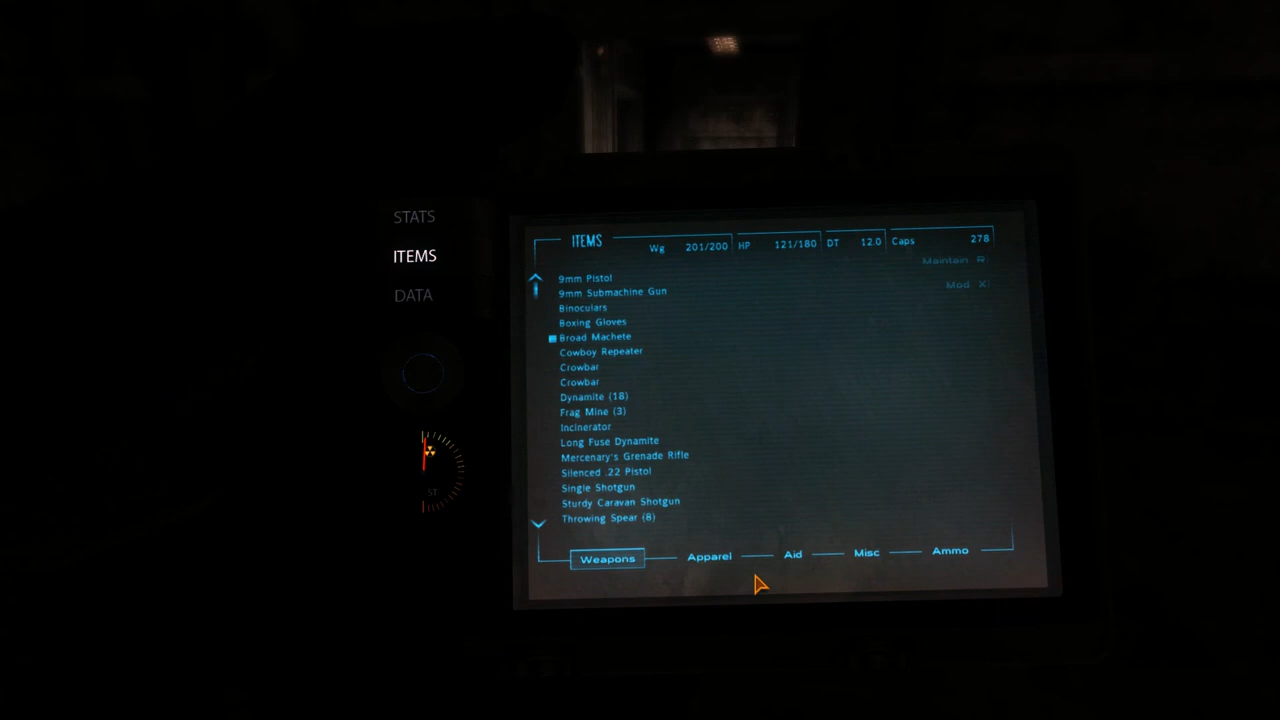 STATS
ITEMS
DATA
ST
ITEMS Wg 201/200 HP 121/180 DT 12.0 Caps 278
Maintain R)
Mod X)
9mm Pistol
9mm Submachine Gun
Binoculars
Boxing Gloves
Broad Machete
Cowboy Repeater
Crowbar
Crowbar
Dynamite (18)
Frag Mine (3)
Incinerator
Long Fuse Dynamite
Mercenary's Grenade Rifle
Silenced .22 Pistol
Single Shotgun
Sturdy Caravan Shotgun
Throwing Spear (8)
Weapons Apparel Aid Misc Ammo